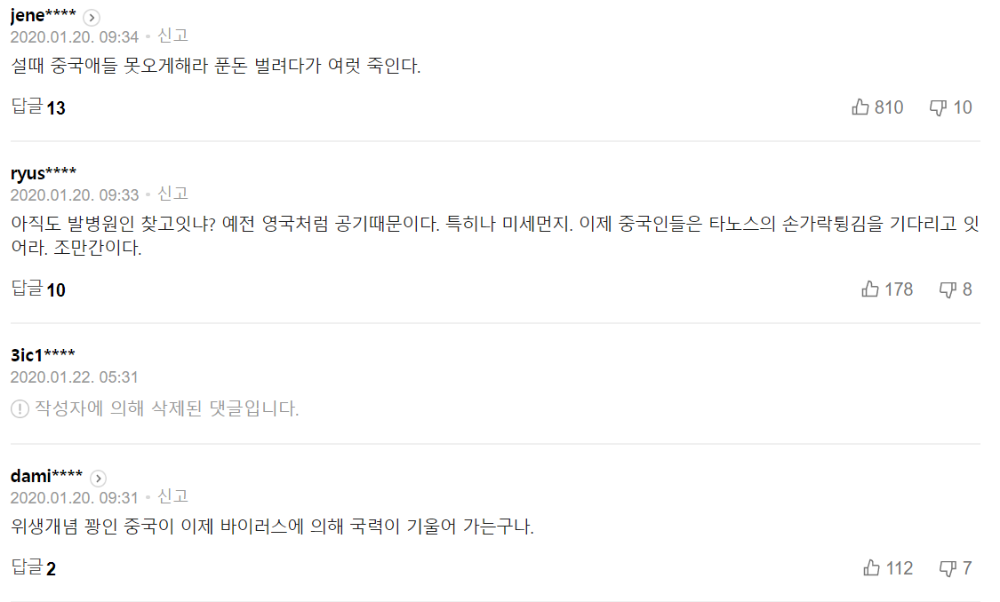 jene****
2020.01.20. 09:34 • 신고
설때 중국애들 못오게해라 푼돈 벌려다가 여럿 죽인다.
답글 13 810 10
ryus****
2020.01.20. 09:33 • 신고
아직도 발병원인 찾고잇냐? 예전 영국처럼 공기때문이다. 특히나 미세먼지. 이제 중국인들은 타노스의 손가락튕김을 기다리고 잇
어라. 조만간이다.
답글 10 178 8
3ic1****
2020.01.22. 05:31
작성자에 의해 삭제된 댓글입니다.
dami****
2020.01.20. 09:31 • 신고
위생개념 꽝인 중국이 이제 바이러스에 의해 국력이 기울어 가는구나.
답글 2 112 7